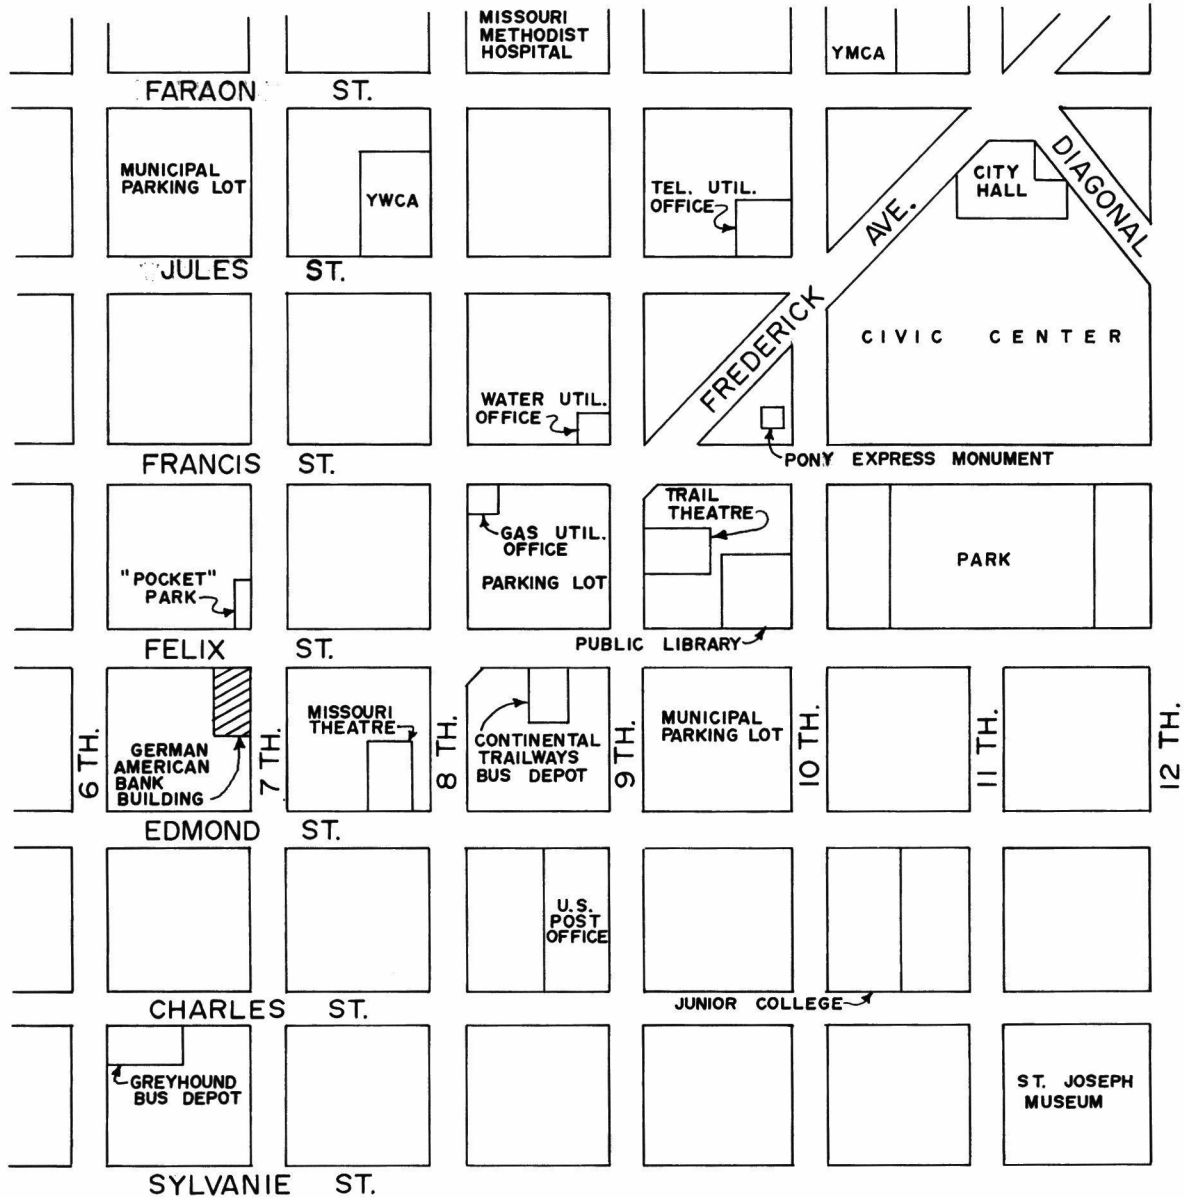 MISSOURI
METHODIST
HOSPITAL
YMCA
FARAON ST.
MUNICIPAL
PARKING LOT
YWCA
TEL. UTIL.
OFFICE
AVE.
CITY
HALL
DIAGONAL
JULES ST.
FREDERICK
CIVIC CENTER
WATER UTIL.
OFFICE
FRANCIS ST.
PONY EXPRESS MONUMENT
TRAIL
THEATRE
GAS UTIL.
OFFICE
PARKING LOT
PARK
"POCKET"
PARK
FELIX ST.
PUBLIC LIBRARY
GERMAN
AMERICAN
BANK
BUILDING
MISSOURI
THEATRE
CONTINENTAL
TRAILWAYS
BUS DEPOT
MUNICIPAL
PARKING LOT
6 TH.
7 TH.
8 TH.
9 TH.
10 TH.
11 TH.
12 TH.
EDMOND ST.
U.S.
POST
OFFICE
CHARLES ST.
JUNIOR COLLEGE
GREYHOUND
BUS DEPOT
ST. JOSEPH
MUSEUM
SYLVANIE ST.